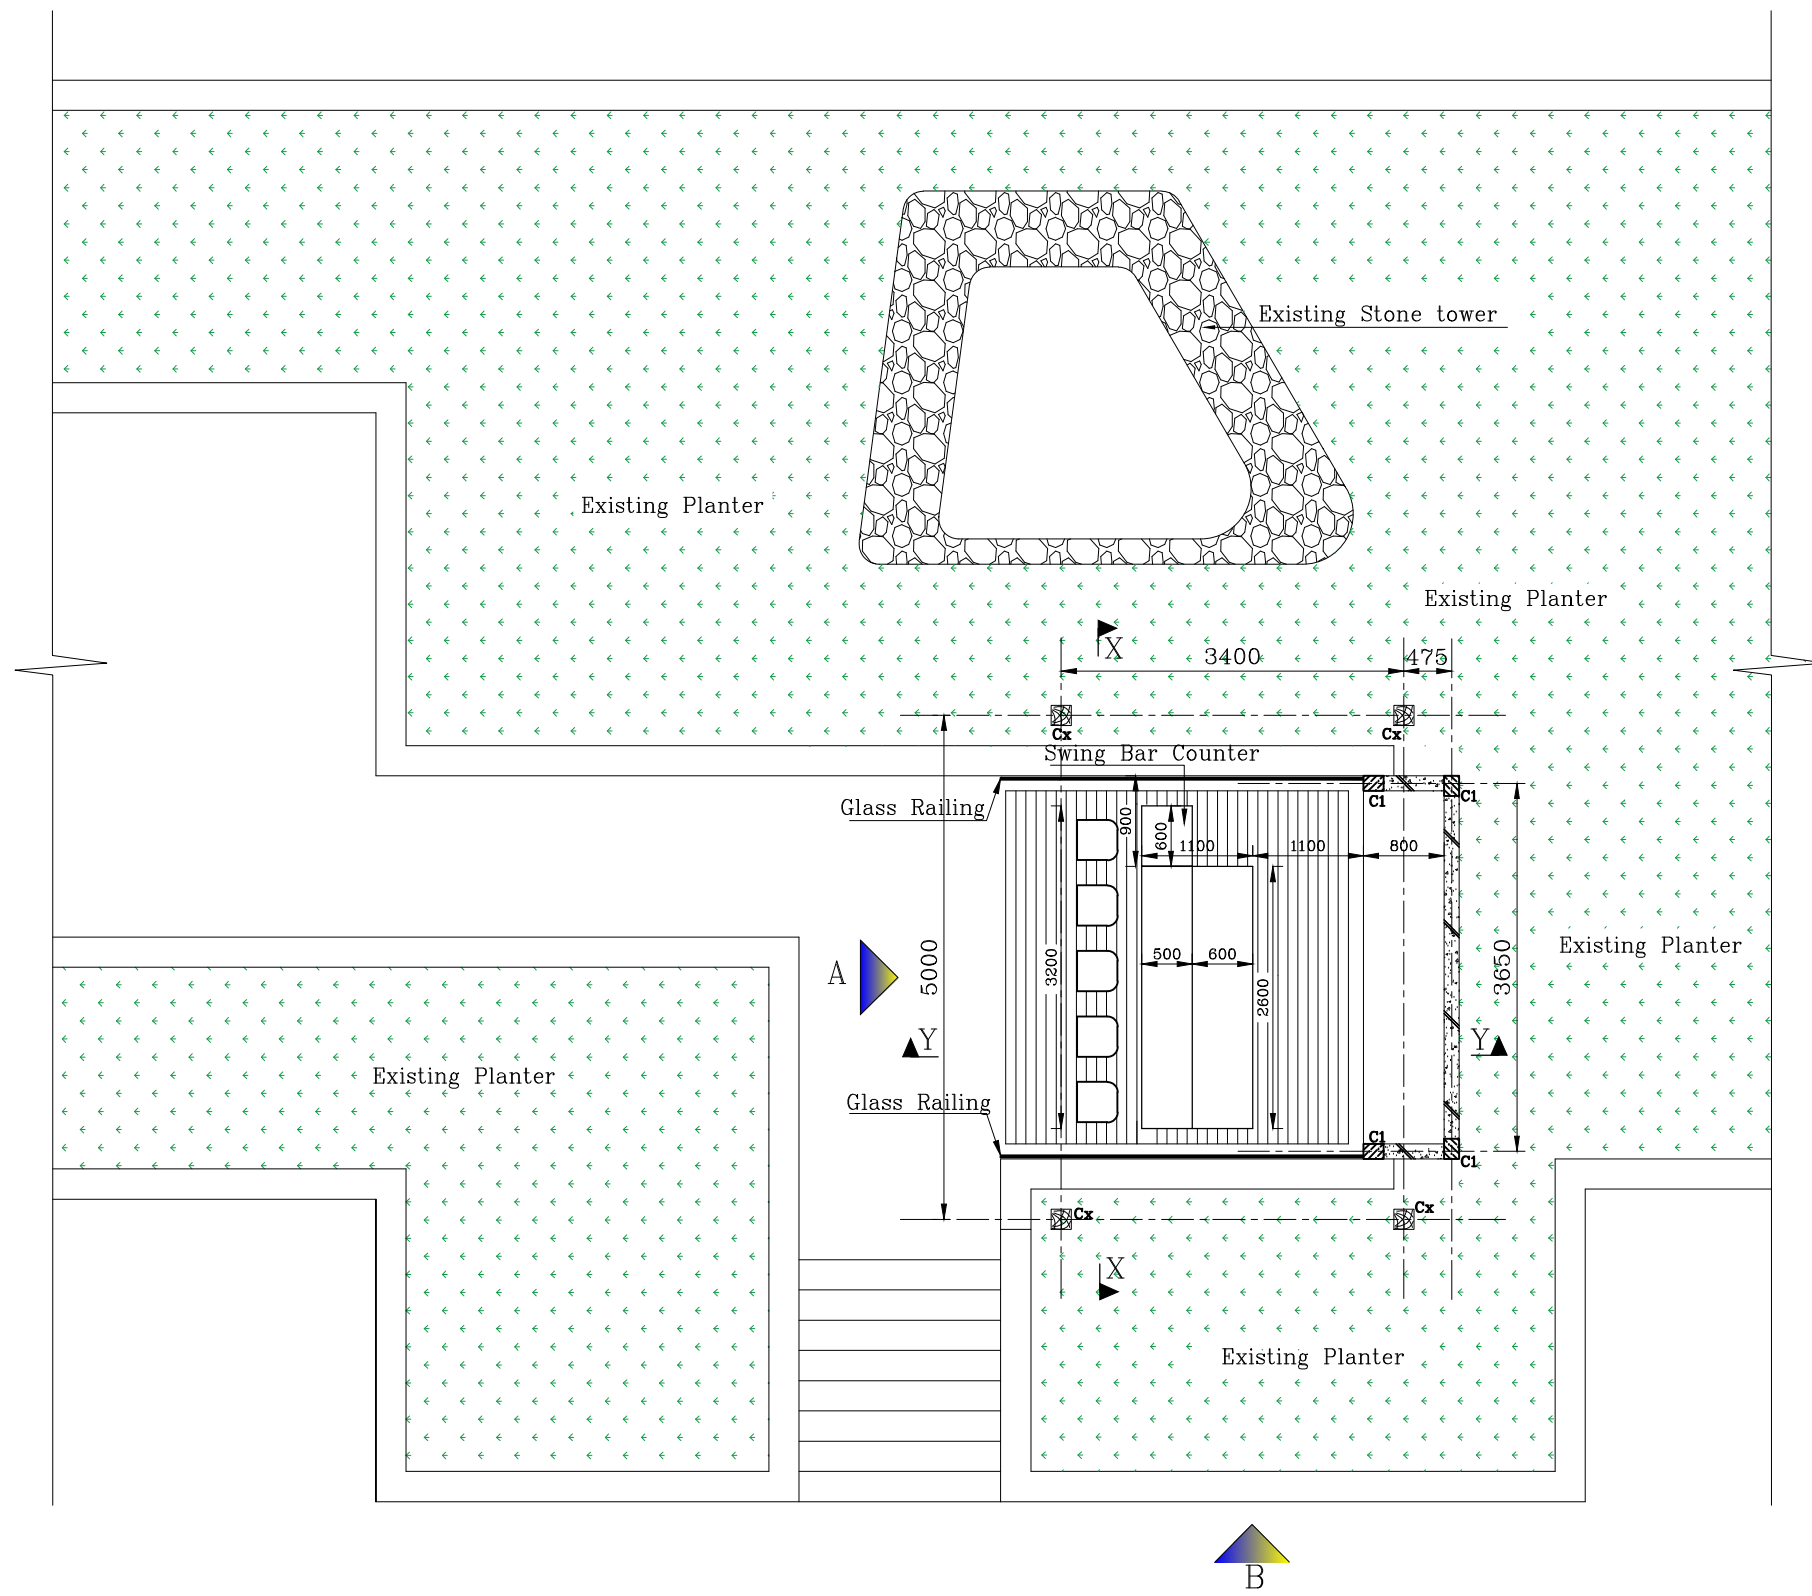 Existing Stone tower
Existing Planter
Existing Planter
X
3400
475
Cx
Cx
Swing Bar Counter
C1
C1
Glass Railing
900
600
1100
1100
800
A
5000
3200
500
600
2600
3650
Existing Planter
Y
Y
Existing Planter
Glass Railing
C1
C1
Cx
Cx
X
Existing Planter
B